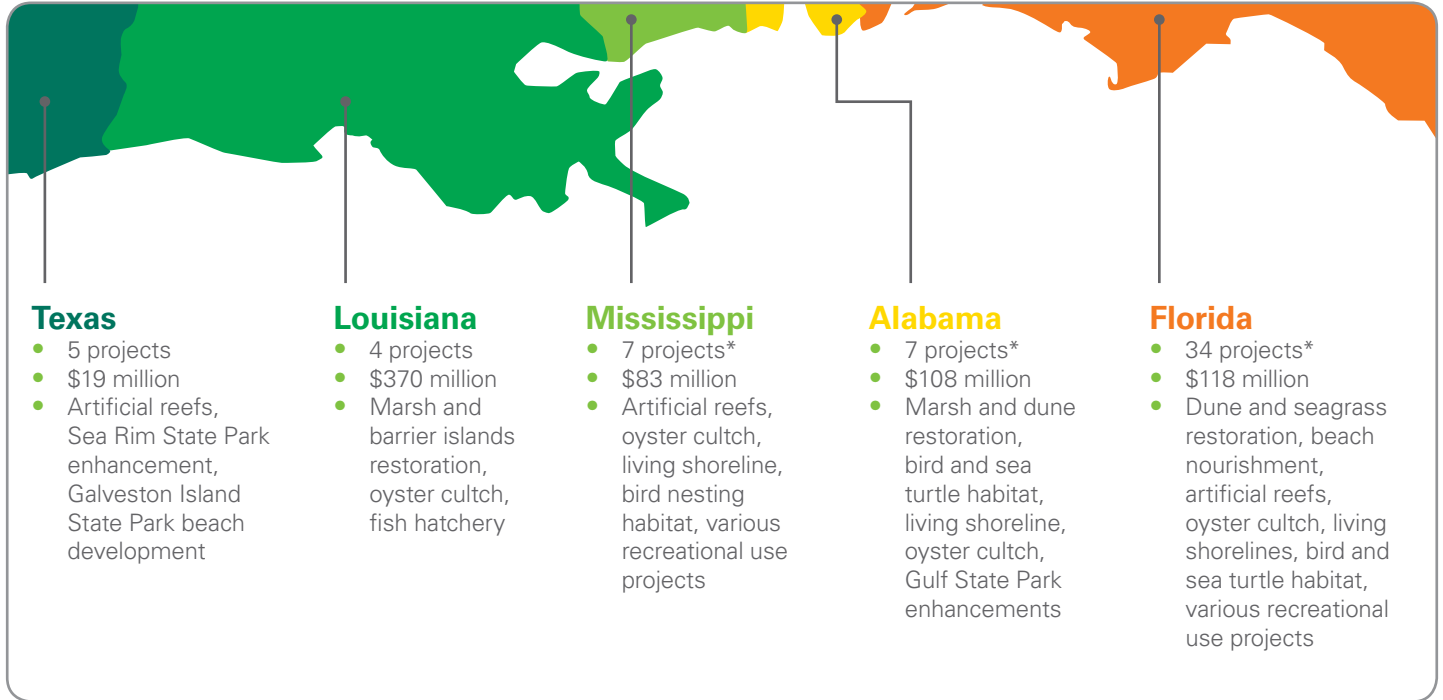 Texas
• 5 projects
• $19 million
• Artificial reefs,
Sea Rim State Park
enhancement,
Galveston Island
State Park beach
development
Louisiana
• 4 projects
• $370 million
• Marsh and
barrier islands
restoration,
oyster cultch,
fish hatchery
Mississippi
• 7 projects*
• $83 million
• Artificial reefs,
oyster cultch,
living shoreline,
bird nesting
habitat, various
recreational use
projects
Alabama
• 7 projects*
• $108 million
• Marsh and dune
restoration,
bird and sea
turtle habitat,
living shoreline,
oyster cultch,
Gulf State Park
enhancements
Florida
• 34 projects*
• $118 million
• Dune and seagrass
restoration, beach
nourishment,
artificial reefs,
oyster cultch, living
shorelines, bird and
sea turtle habitat,
various recreational
use projects